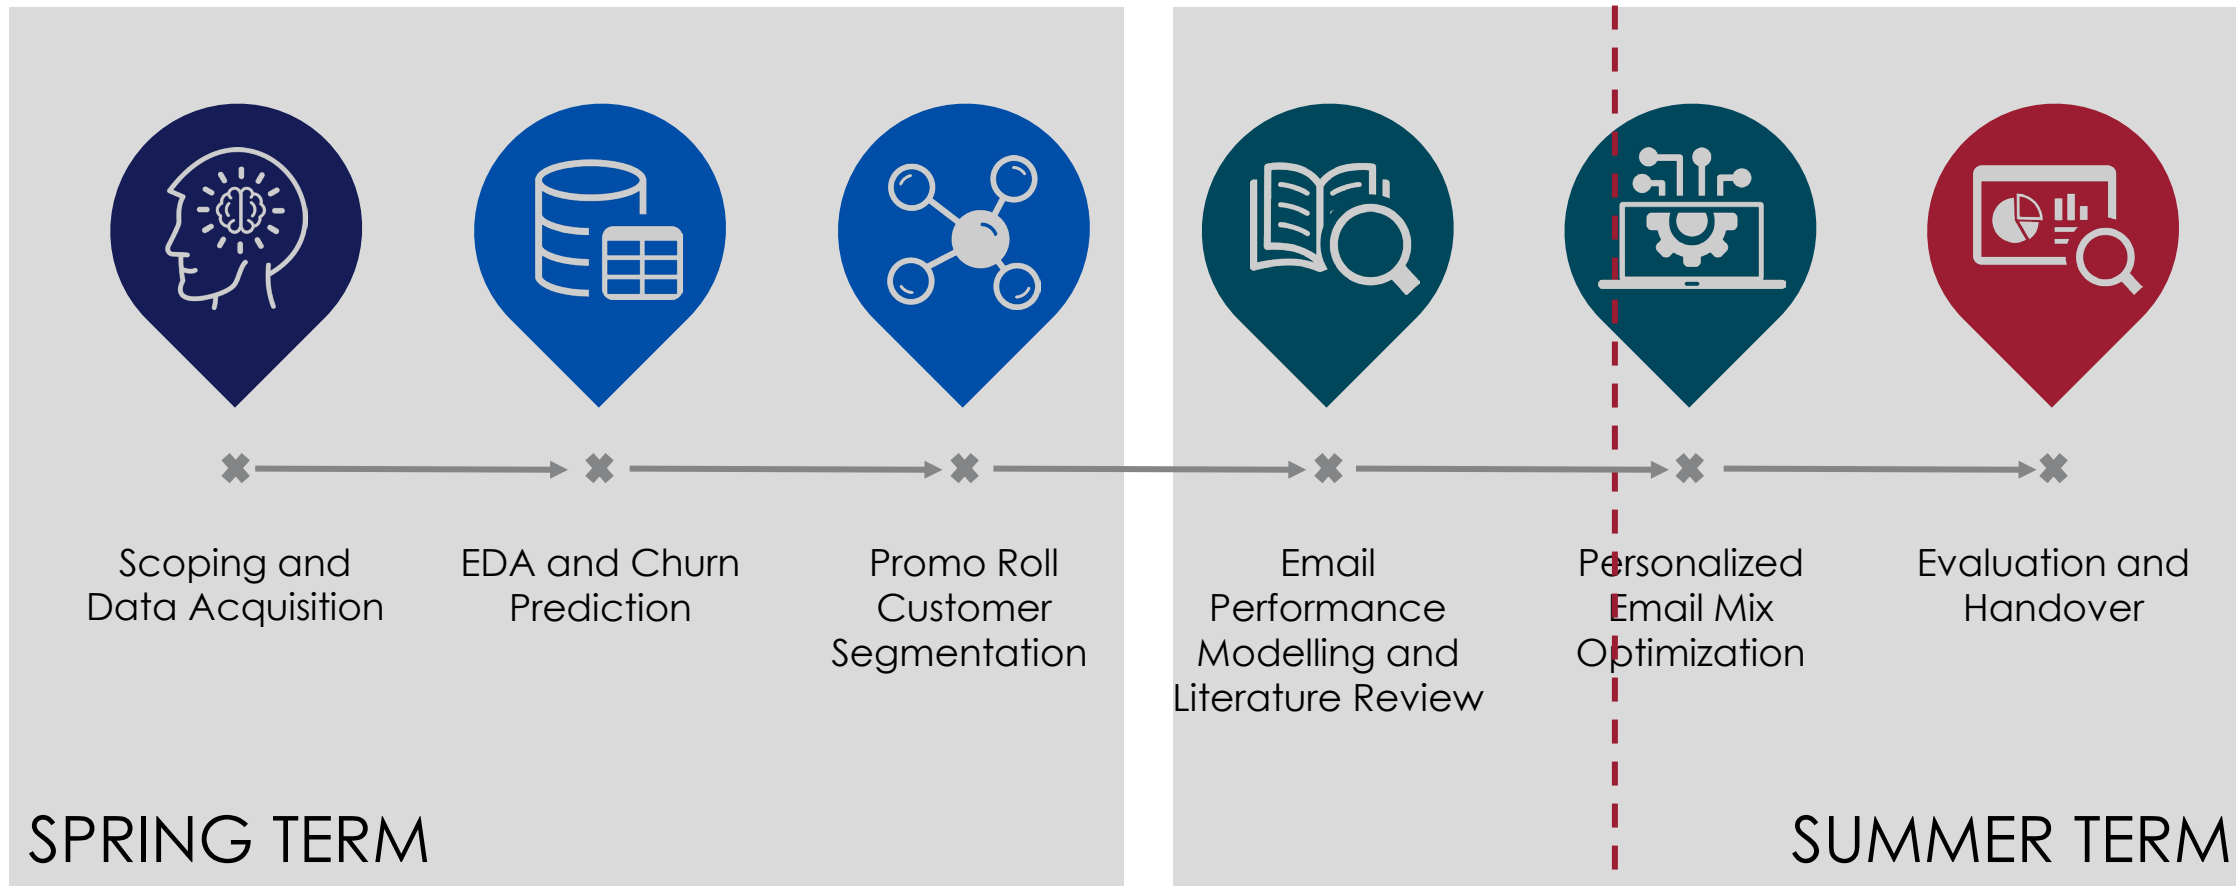 Scoping and
Data Acquisition
EDA and Churn
Prediction
Promo Roll
Customer
Segmentation
Email
Performance
Modelling and
Literature Review
Personalized
Email Mix
Optimization
Evaluation and
Handover
SPRING TERM
SUMMER TERM